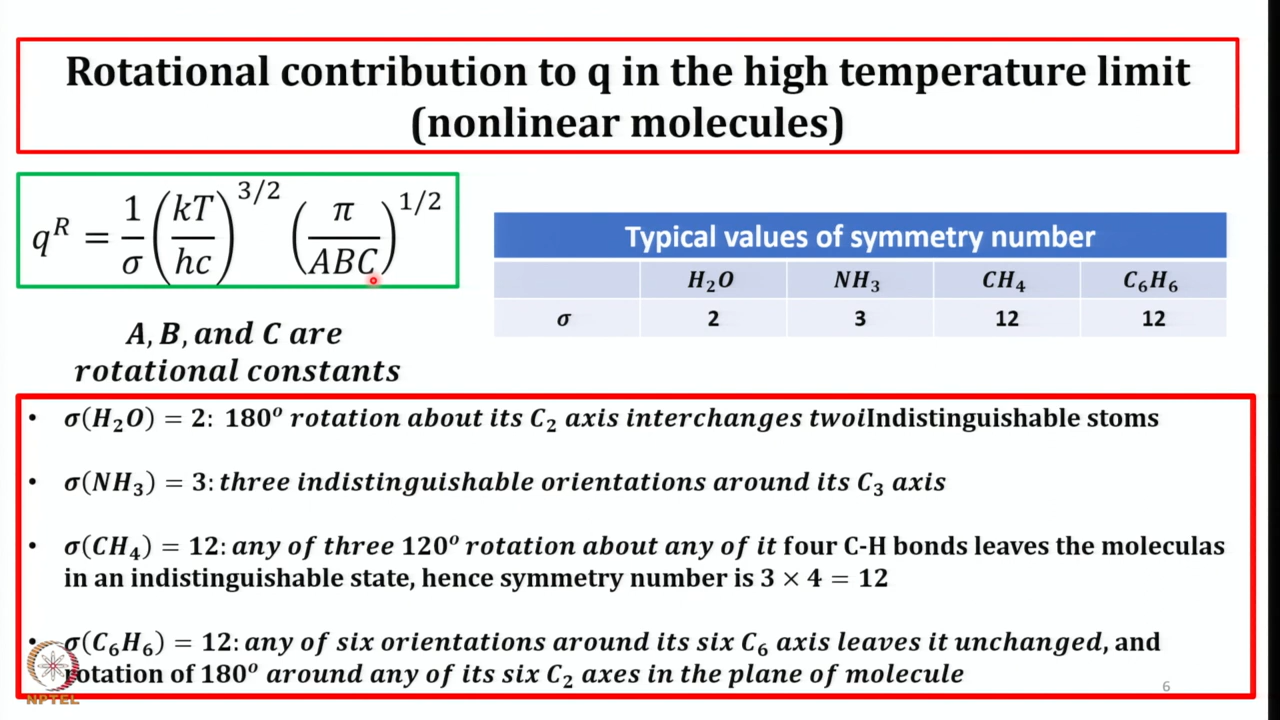 Rotational contribution to q in the high temperature limit
(nonlinear molecules)
q^R = 1/σ (kT/hc)^{3/2} (π/ABC)^{1/2}
A, B, and C are
rotational constants
Typical values of symmetry number
H₂O NH₃ CH₄ C₆H₆
σ 2 3 12 12
• σ(H₂O) = 2: 180° rotation about its C₂ axis interchanges twoiIndistinguishable stoms
• σ(NH₃) = 3: three indistinguishable orientations around its C₃ axis
• σ(CH₄) = 12: any of three 120° rotation about any of it four C-H bonds leaves the moleculas
in an indistinguishable state, hence symmetry number is 3 × 4 = 12
• σ(C₆H₆) = 12: any of six orientations around its six C₆ axis leaves it unchanged, and
rotation of 180° around any of its six C₂ axes in the plane of molecule
NPTEL
6